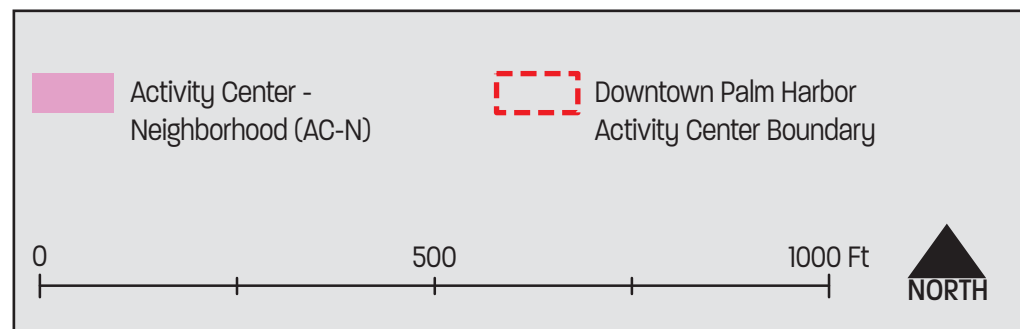 Activity Center -
Neighborhood (AC-N)
Downtown Palm Harbor
Activity Center Boundary
0 500 1000 Ft
NORTH